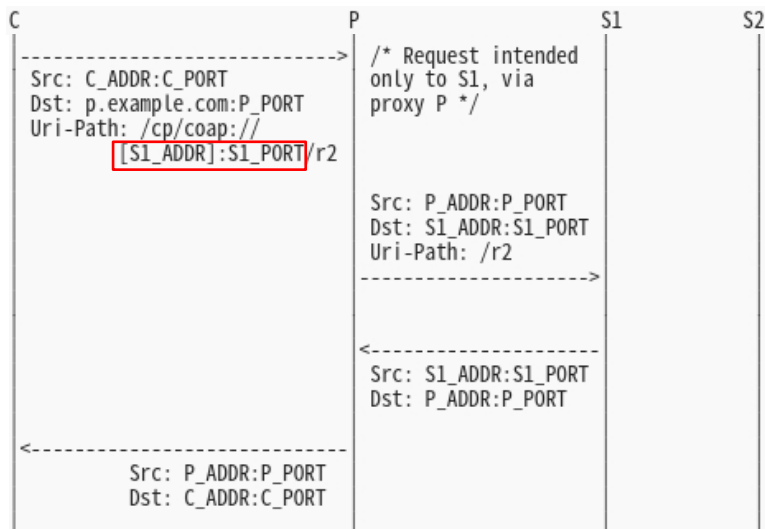 C P S1 S2
------------------------------->
/* Request intended
Src: C_ADDR:C_PORT
only to S1, via
Dst: p.example.com:P_PORT
proxy P */
Uri-Path: /cp/coap://
[S1_ADDR]:S1_PORT/r2
Src: P_ADDR:P_PORT
Dst: S1_ADDR:S1_PORT
Uri-Path: /r2
------------------------->
<-------------------------
Src: S1_ADDR:S1_PORT
Dst: P_ADDR:P_PORT
<-------------------------------
Src: P_ADDR:P_PORT
Dst: C_ADDR:C_PORT